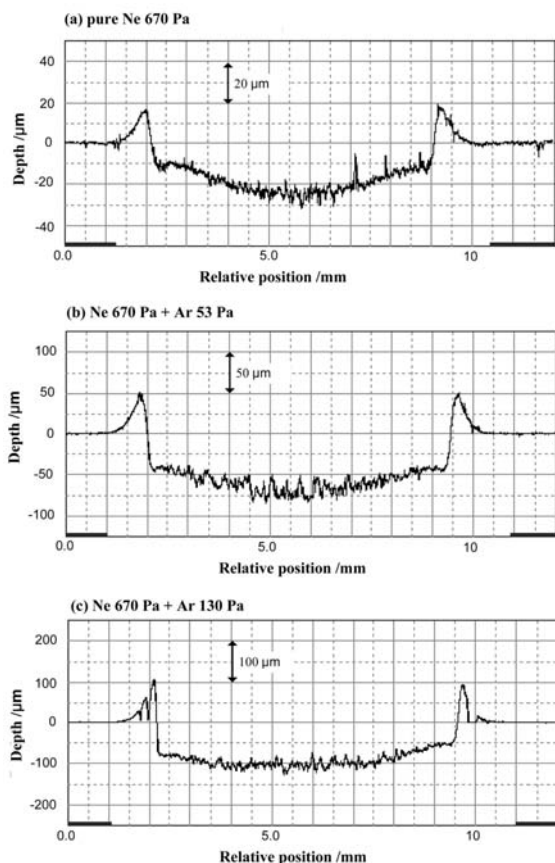 (a) pure Ne 670 Pa
40
20
0
-20
-40
Depth /µm
20 µm
0.0
5.0
10
Relative position /mm
(b) Ne 670 Pa + Ar 53 Pa
100
50
0
-50
-100
Depth/µm
50 µm
0.0
5.0
10
Relative position /mm
(c) Ne 670 Pa + Ar 130 Pa
200
100
0
-100
-200
Depth /µm
100 µm
0.0
5.0
10
Relative position /mm